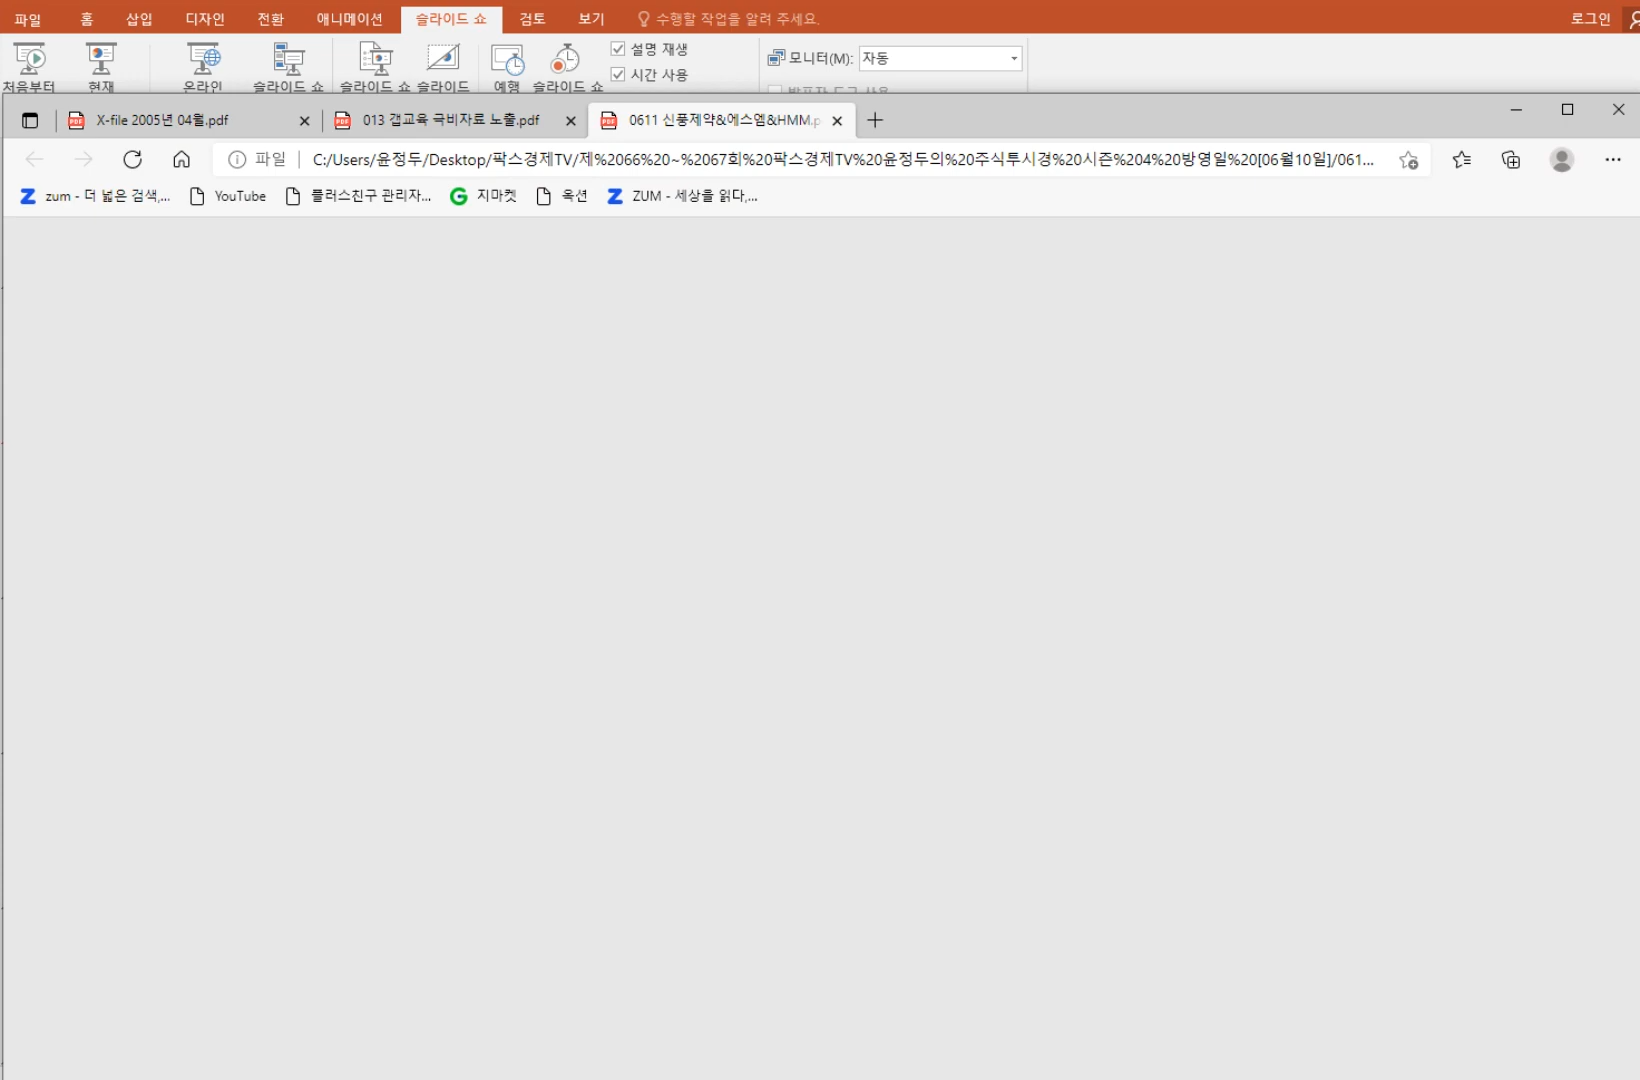 파일 홈 삽입 디자인 전환 애니메이션 슬라이드 쇼 검토 보기 수행할 작업을 알려 주세요. 로그인
설명 재생
모니터(M): 자동
시간 사용
처음부터 현재 온라인 슬라이드 쇼 슬라이드 쇼 슬라이드 예행 슬라이드 쇼
발표자 도구 사용
X-file 2005년 04월.pdf 013 갭교육 극비자료 노출.pdf 0611 신풍제약&에스엠&HMM.p
파일 C:/Users/윤정두/Desktop/팍스경제TV/제%2066%20~%2067회%20팍스경제TV%20윤정두의%20주식투시경%20시즌%204%20방영일%20[06월10일]/061...
zum - 더 넓은 검색,... YouTube 플러스친구 관리자... G 지마켓 옥션 ZUM - 세상을 읽다,...